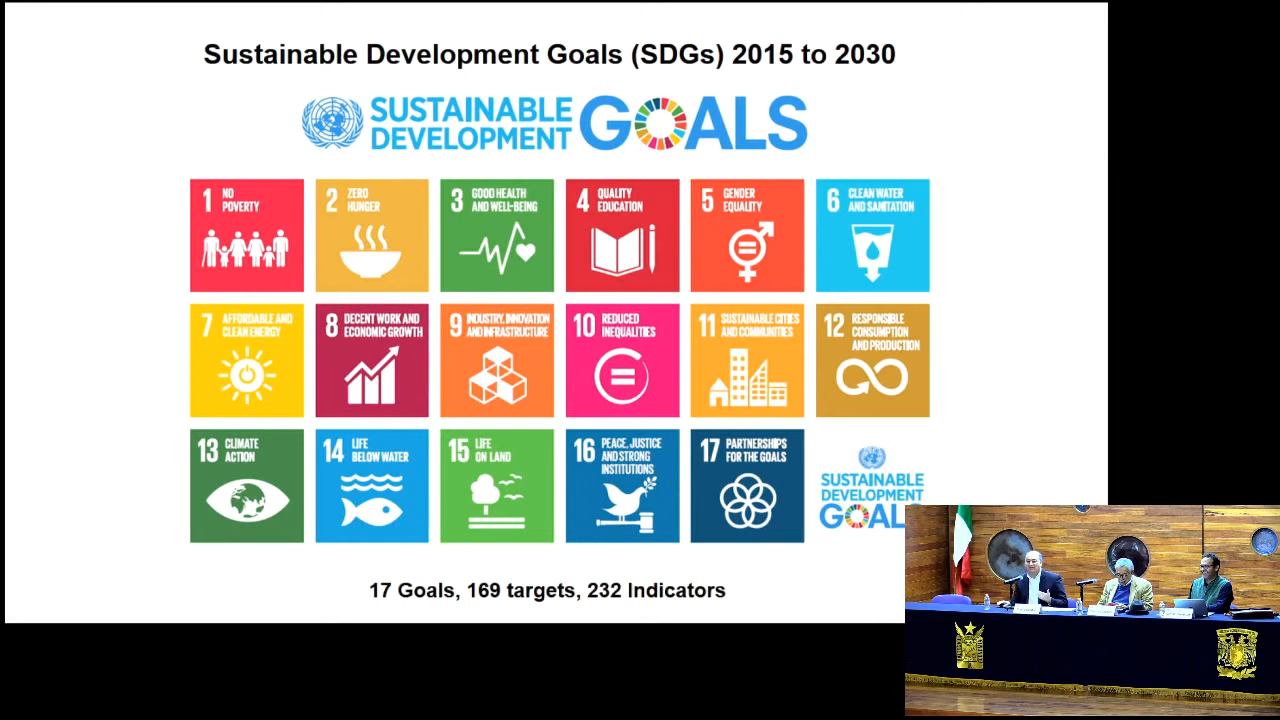 Sustainable Development Goals (SDGs) 2015 to 2030
SUSTAINABLE
DEVELOPMENT
GOALS
1 NO
POVERTY
2 ZERO
HUNGER
3 GOOD HEALTH
AND WELL-BEING
4 QUALITY
EDUCATION
5 GENDER
EQUALITY
6 CLEAN WATER
AND SANITATION
7 AFFORDABLE AND
CLEAN ENERGY
8 DECENT WORK AND
ECONOMIC GROWTH
9 INDUSTRY, INNOVATION
AND INFRASTRUCTURE
10 REDUCED
INEQUALITIES
11 SUSTAINABLE CITIES
AND COMMUNITIES
12 RESPONSIBLE
CONSUMPTION
AND PRODUCTION
13 CLIMATE
ACTION
14 LIFE
BELOW WATER
15 LIFE
ON LAND
16 PEACE, JUSTICE
AND STRONG
INSTITUTIONS
17 PARTNERSHIPS
FOR THE GOALS
SUSTAINABLE
DEVELOPMENT
GOAL
17 Goals, 169 targets, 232 Indicators